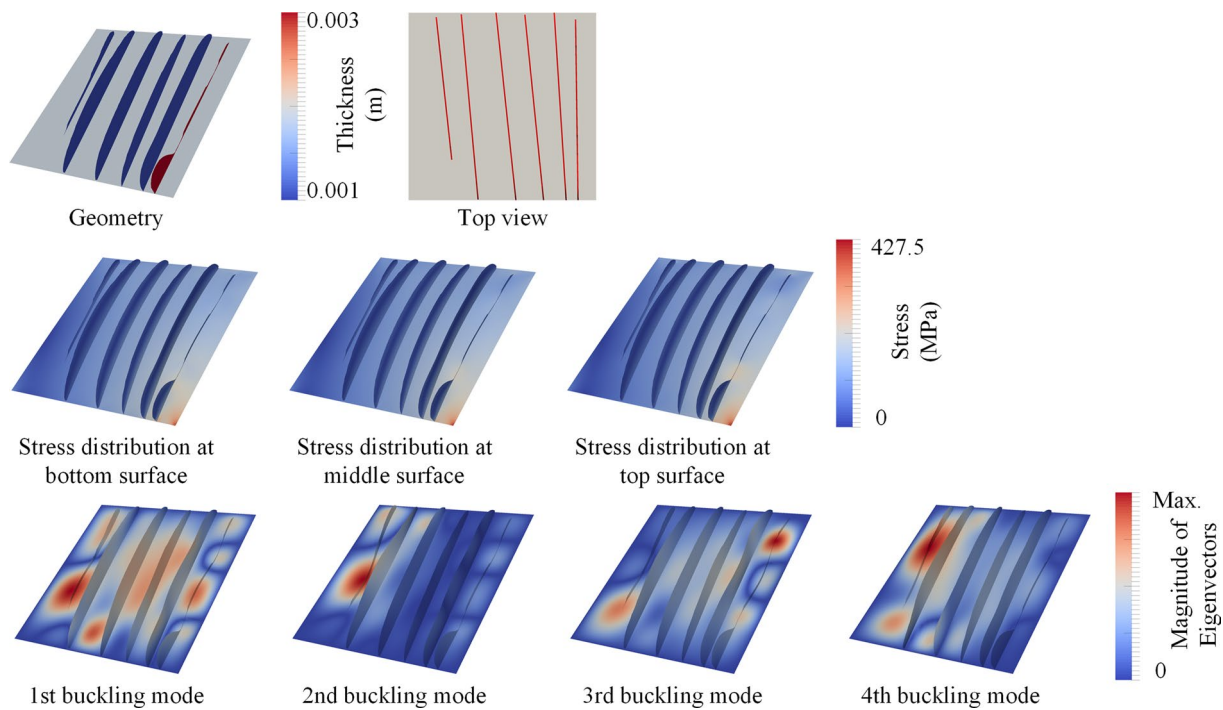 0.003
Thickness
(m)
0.001
Geometry
Top view
427.5
Stress
(MPa)
0
Stress distribution at
bottom surface
Stress distribution at
middle surface
Stress distribution at
top surface
Max.
Magnitude of
Eigenvectors
0
1st buckling mode
2nd buckling mode
3rd buckling mode
4th buckling mode